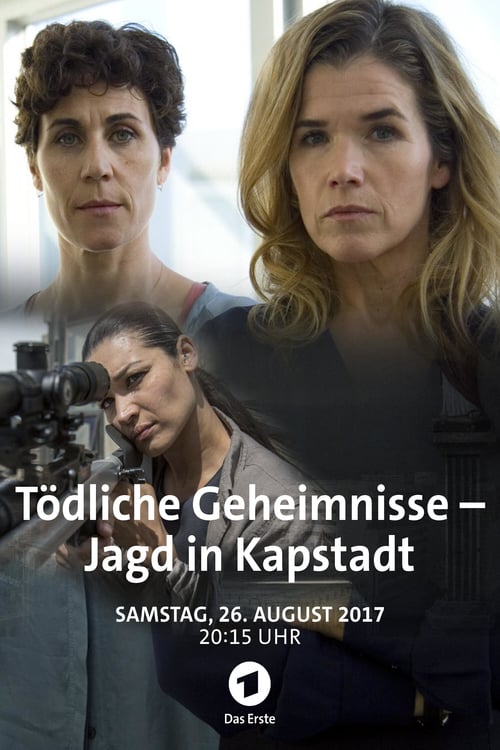 Tödliche Geheimnisse –
Jagd in Kapstadt
SAMSTAG, 26. AUGUST 2017
20:15 UHR
1
Das Erste